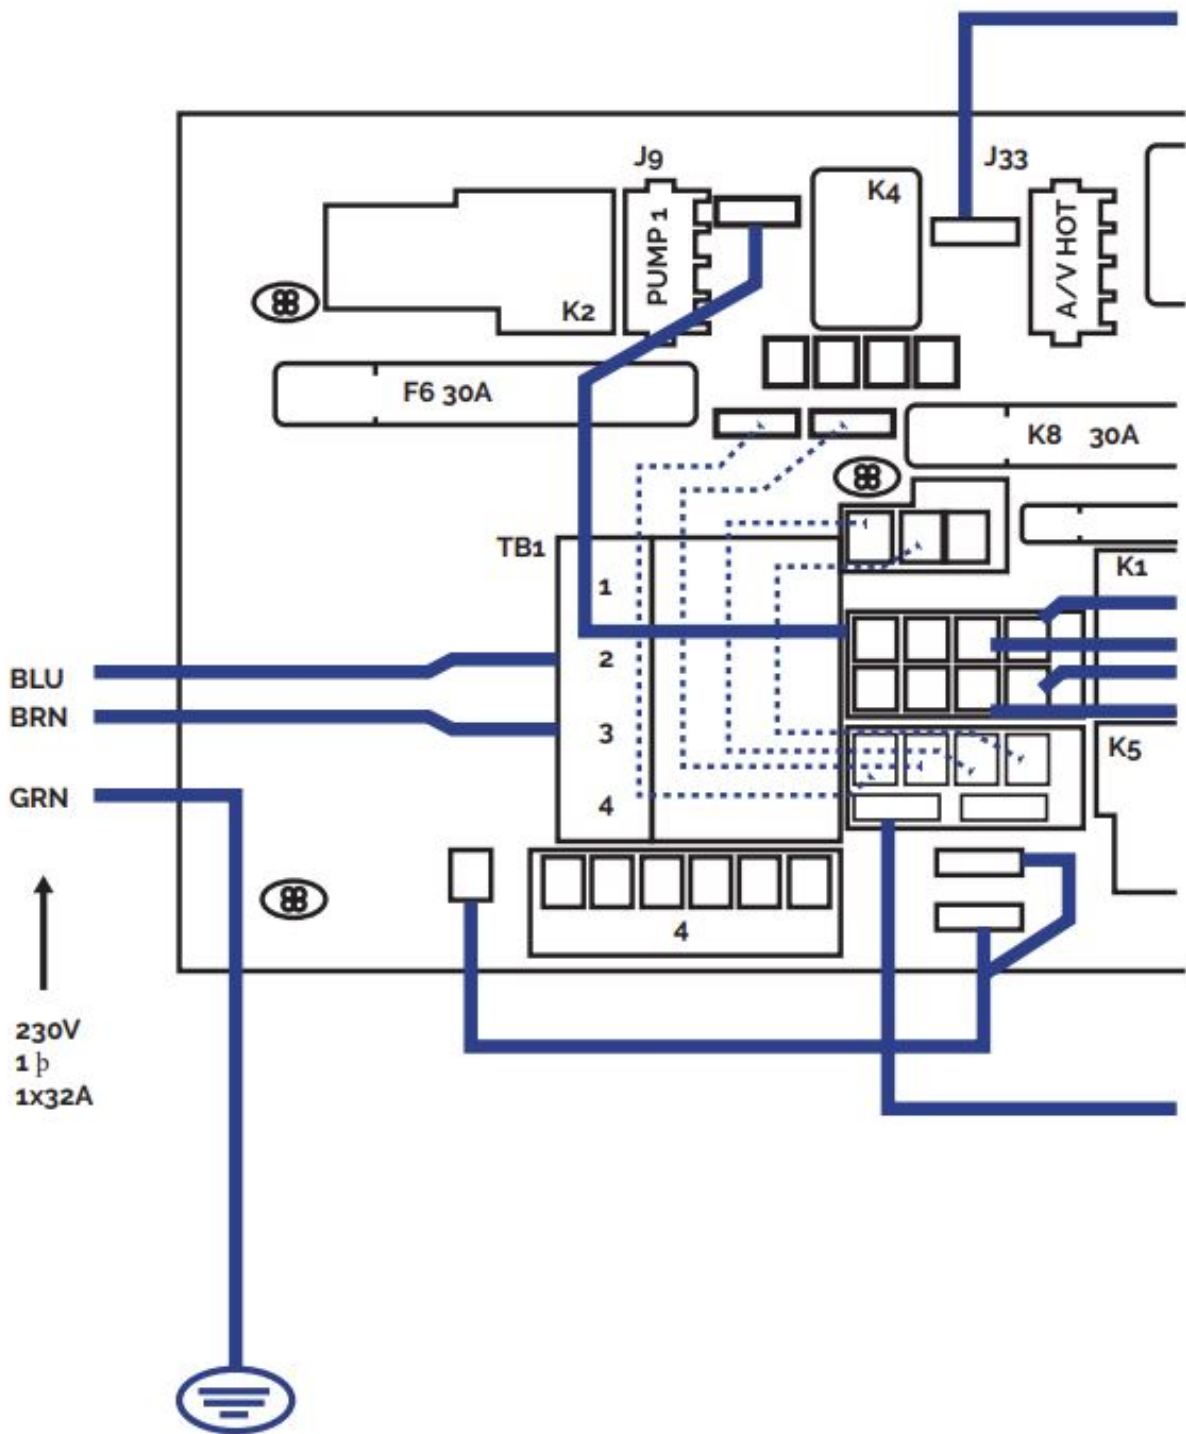 J9
J33
K4
PUMP 1
A/V HOT
K2
F6 30A
K8 30A
TB1
K1
1
2
BLU
BRN
3
K5
GRN
4
4
230V
1 þ
1x32A